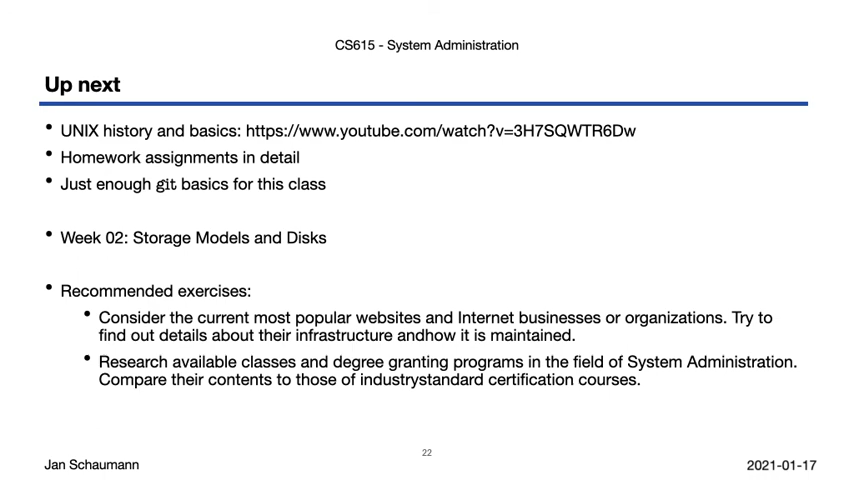 CS615 - System Administration
Up next
• UNIX history and basics: https://www.youtube.com/watch?v=3H7SQWTR6Dw
• Homework assignments in detail
• Just enough git basics for this class
• Week 02: Storage Models and Disks
• Recommended exercises:
• Consider the current most popular websites and Internet businesses or organizations. Try to
find out details about their infrastructure andhow it is maintained.
• Research available classes and degree granting programs in the field of System Administration.
Compare their contents to those of industrystandard certification courses.
Jan Schaumann
22
2021-01-17